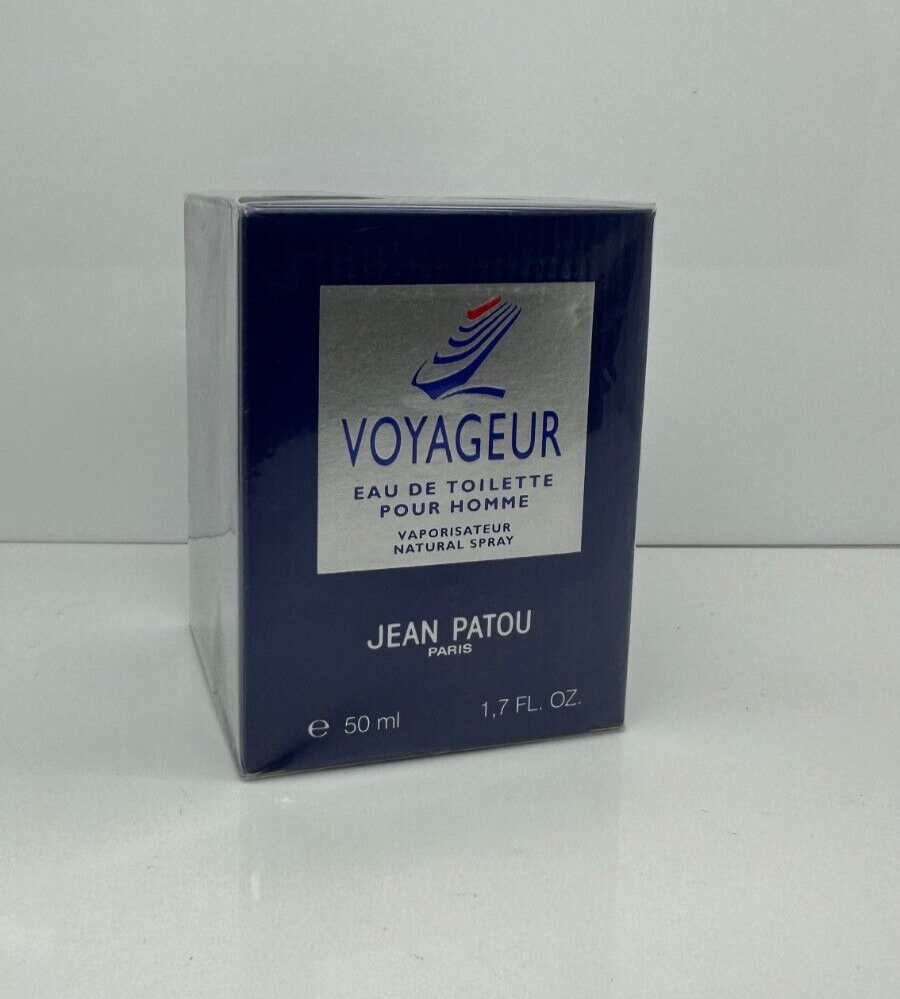 VOYAGEUR
EAU DE TOILETTE
POUR HOMME
VAPORISATEUR
NATURAL SPRAY
JEAN PATOU
PARIS
℮ 50 ml 1,7 FL. OZ.